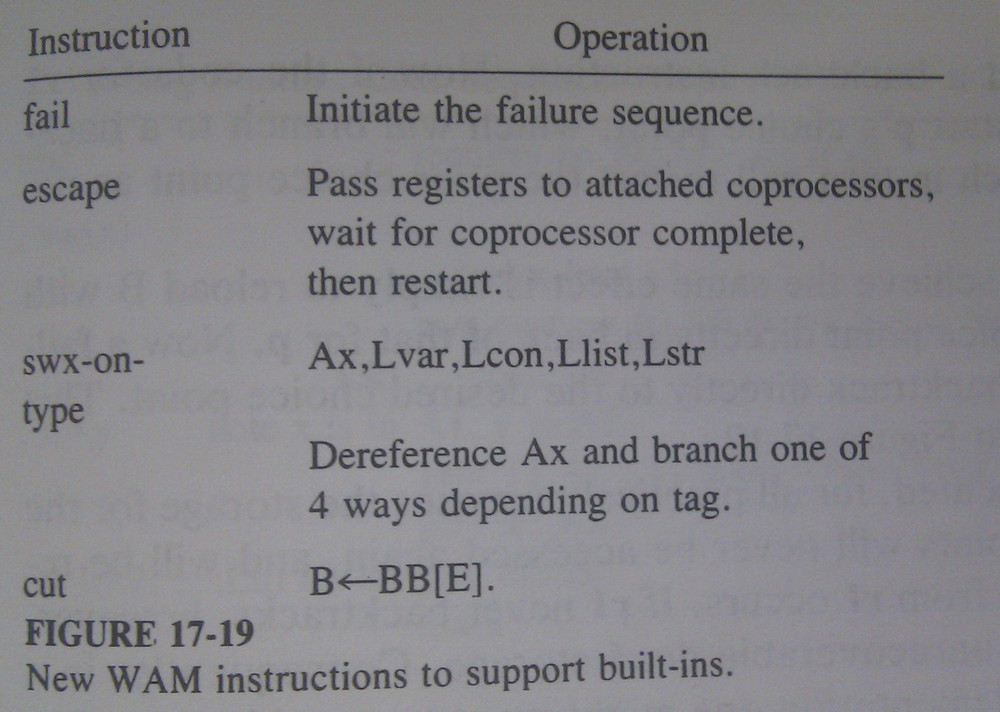 Instruction Operation
fail Initiate the failure sequence.
escape Pass registers to attached coprocessors,
wait for coprocessor complete,
then restart.
swx-on- Ax,Lvar,Lcon,Llist,Lstr
type
Dereference Ax and branch one of
4 ways depending on tag.
cut B←BB[E].
FIGURE 17-19
New WAM instructions to support built-ins.